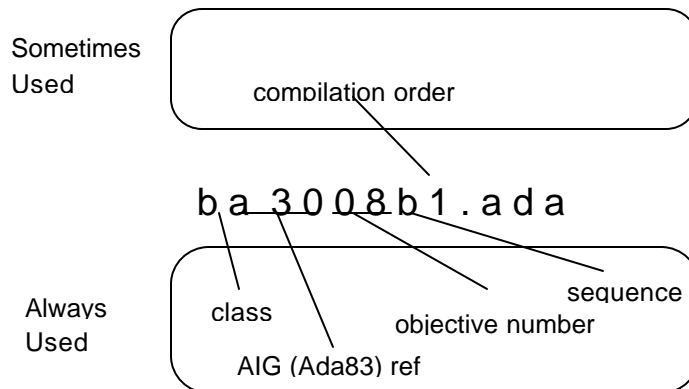 Sometimes
Used
compilation order
ba3008b1.ada
Always
Used
class
sequence
objective number
AIG (Ada83) ref